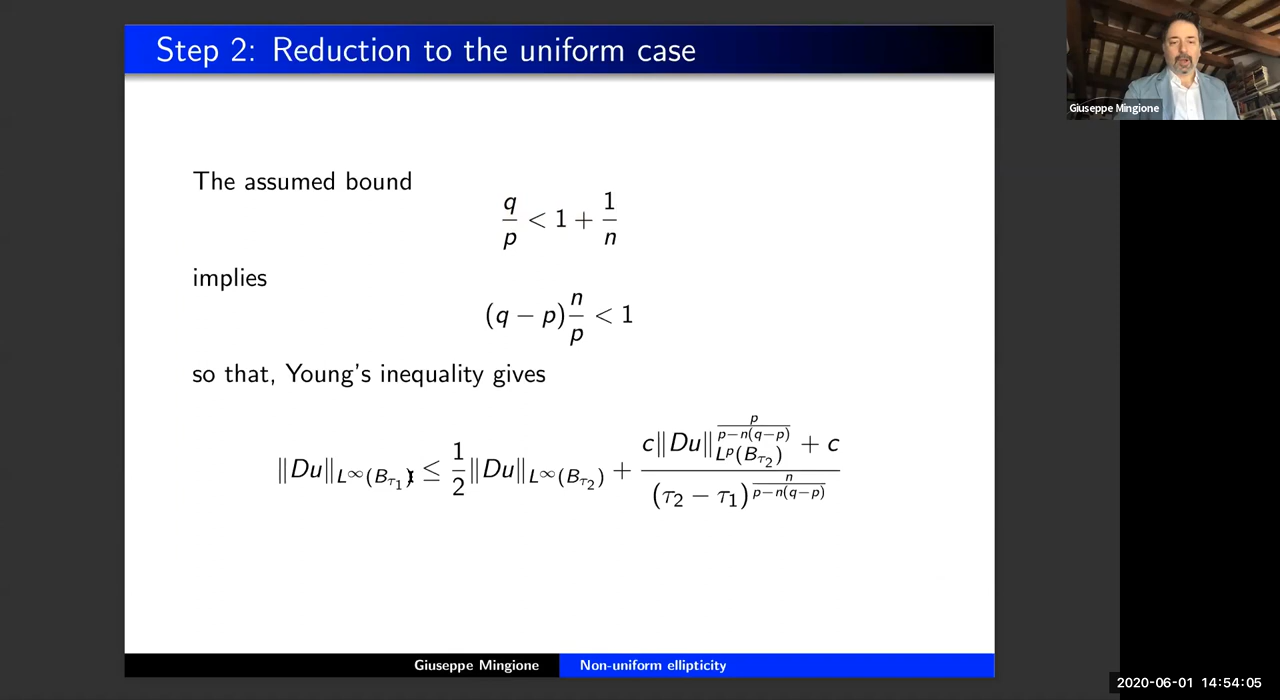 Step 2: Reduction to the uniform case
Giuseppe Mingione
The assumed bound
q/p < 1 + 1/n
implies
(q − p) n/p < 1
so that, Young's inequality gives
‖Du‖_{L^∞(B_{τ_1})} ≤ 1/2 ‖Du‖_{L^∞(B_{τ_2})} + (c‖Du‖_{L^p(B_{τ_2})}^{p/(p−n(q−p))} + c) / (τ_2 − τ_1)^{n/(p−n(q−p))}
Giuseppe Mingione Non-uniform ellipticity
2020-06-01 14:54:05